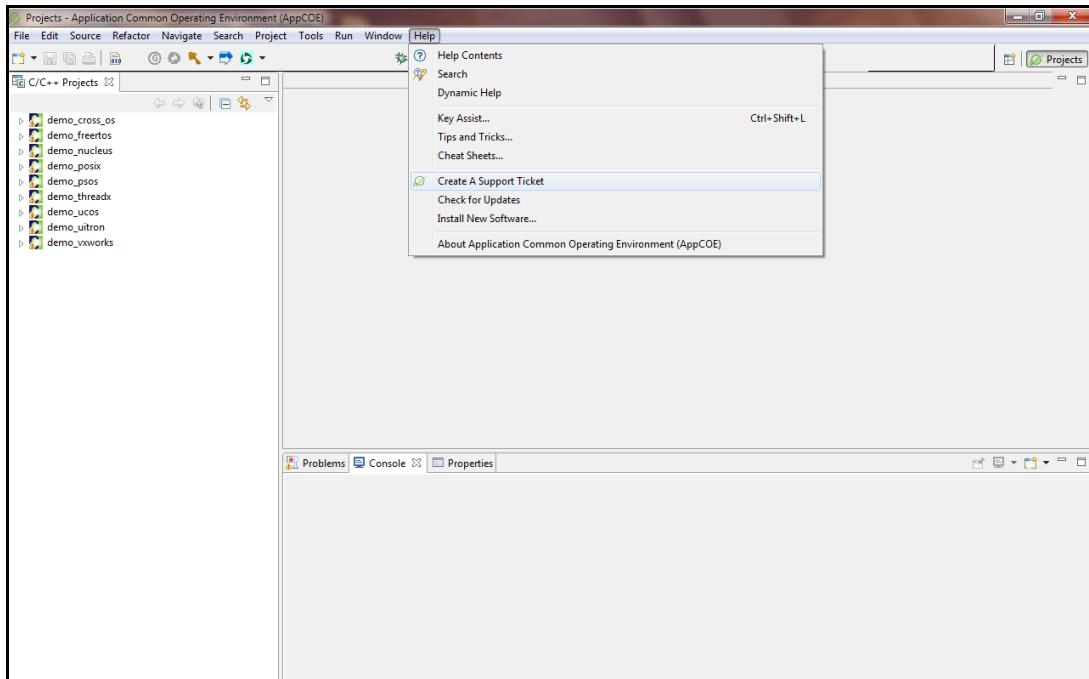 Projects - Application Common Operating Environment (AppCOE)
File Edit Source Refactor Navigate Search Project Tools Run Window Help
Projects
C/C++ Projects
demo_cross_os
demo_freertos
demo_nucleus
demo_posix
demo_psos
demo_threadx
demo_ucos
demo_uitron
demo_vxworks
Help Contents
Search
Dynamic Help
Key Assist... Ctrl+Shift+L
Tips and Tricks...
Cheat Sheets...
Create A Support Ticket
Check for Updates
Install New Software...
About Application Common Operating Environment (AppCOE)
Problems Console Properties